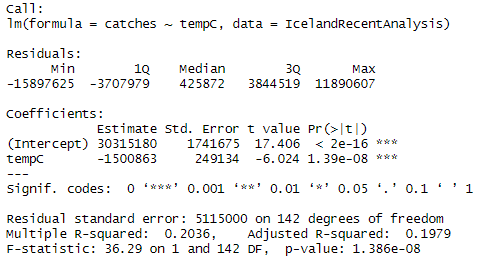 Call:
lm(formula = catches ~ tempC, data = IcelandRecentAnalysis)
Residuals:
Min 1Q Median 3Q Max
-15897625 -3707979 425872 3844519 11890607
Coefficients:
Estimate Std. Error t value Pr(>|t|)
(Intercept) 30315180 1741675 17.406 < 2e-16 ***
tempC -1500863 249134 -6.024 1.39e-08 ***
---
Signif. codes: 0 ‘***’ 0.001 ‘**’ 0.01 ‘*’ 0.05 ‘.’ 0.1 ‘ ’ 1
Residual standard error: 5115000 on 142 degrees of freedom
Multiple R-squared: 0.2036, Adjusted R-squared: 0.1979
F-statistic: 36.29 on 1 and 142 DF, p-value: 1.386e-08